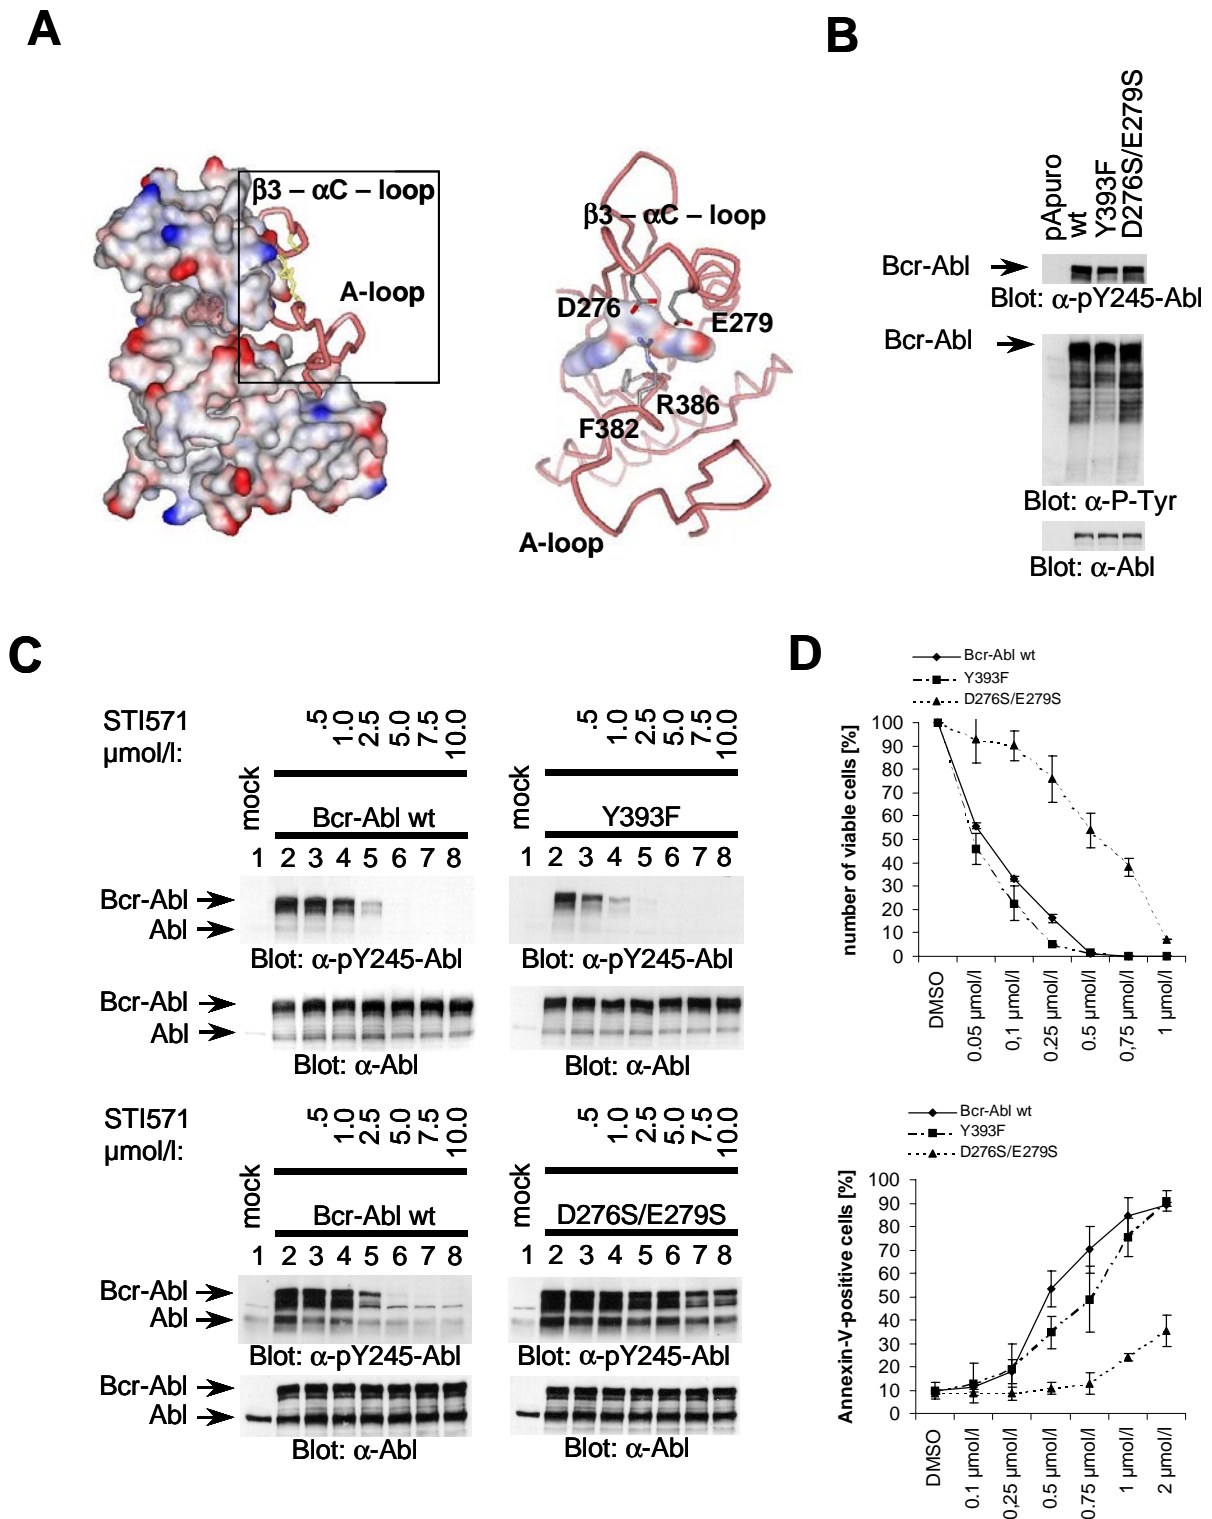 A
β3 – αC – loop
A-loop
β3 – αC – loop
D276
E279
R386
F382
A-loop
B
pApuro
wt
Y393F
D276S/E279S
Bcr-Abl
Blot: α-pY245-Abl
Bcr-Abl
Blot: α-P-Tyr
Blot: α-Abl
C
STI571
µmol/l:
.5 1.0 2.5 5.0 7.5 10.0
mock
Bcr-Abl wt
1 2 3 4 5 6 7 8
Bcr-Abl
Abl
Blot: α-pY245-Abl
Bcr-Abl
Abl
Blot: α-Abl
.5 1.0 2.5 5.0 7.5 10.0
mock
Y393F
1 2 3 4 5 6 7 8
Blot: α-pY245-Abl
Blot: α-Abl
STI571
µmol/l:
.5 1.0 2.5 5.0 7.5 10.0
mock
Bcr-Abl wt
1 2 3 4 5 6 7 8
Bcr-Abl
Abl
Blot: α-pY245-Abl
Bcr-Abl
Abl
Blot: α-Abl
.5 1.0 2.5 5.0 7.5 10.0
mock
D276S/E279S
1 2 3 4 5 6 7 8
Blot: α-pY245-Abl
Blot: α-Abl
D
Bcr-Abl wt
Y393F
D276S/E279S
number of viable cells [%]
100
90
80
70
60
50
40
30
20
10
0
DMSO
0.05 µmol/l
0,1 µmol/l
0.25 µmol/l
0.5 µmol/l
0,75 µmol/l
1 µmol/l
Bcr-Abl wt
Y393F
D276S/E279S
Annexin-V-positive cells [%]
100
90
80
70
60
50
40
30
20
10
0
DMSO
0.1 µmol/l
0,25 µmol/l
0.5 µmol/l
0.75 µmol/l
1 µmol/l
2 µmol/l